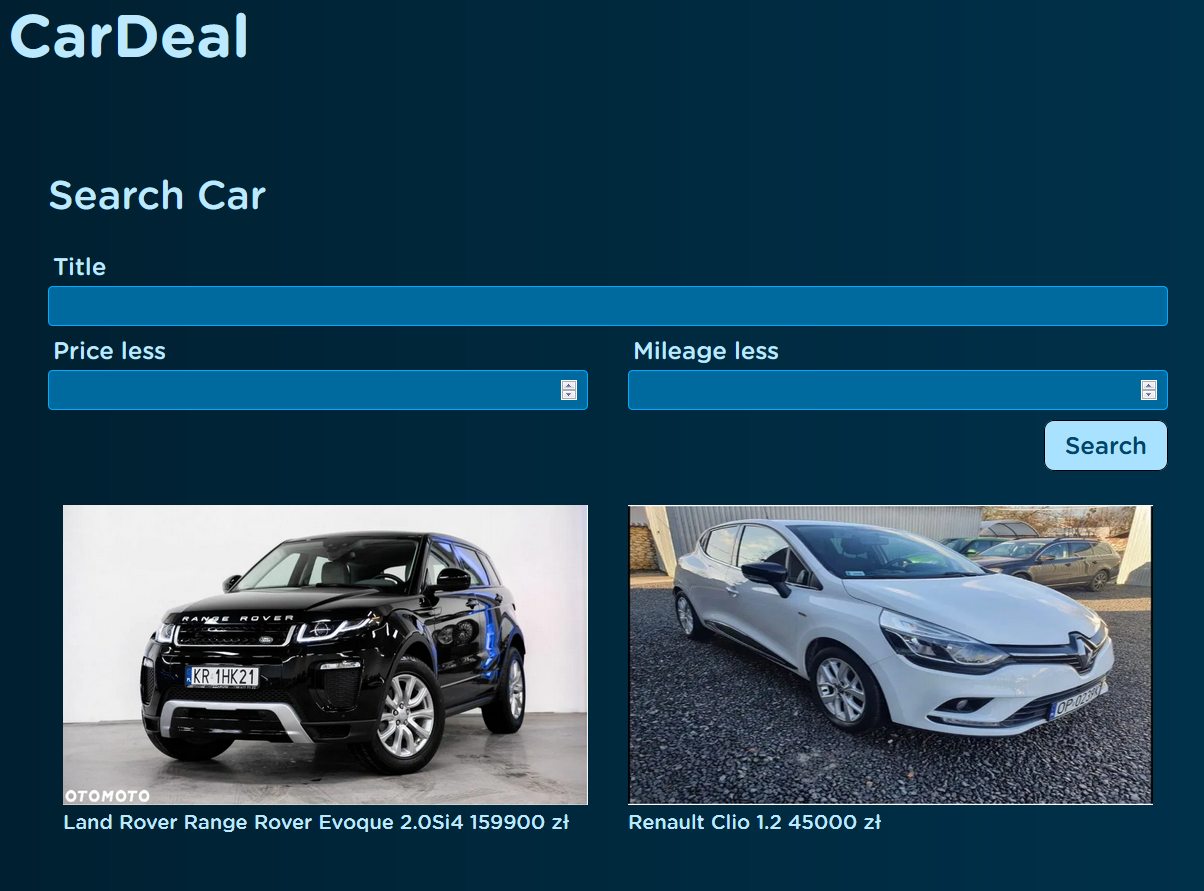 CarDeal
Search Car
Title
Price less
Mileage less
Search
RANGE ROVER
KR 1HK21
OTOMOTO
Land Rover Range Rover Evoque 2.0Si4 159900 zł
Renault Clio 1.2 45000 zł